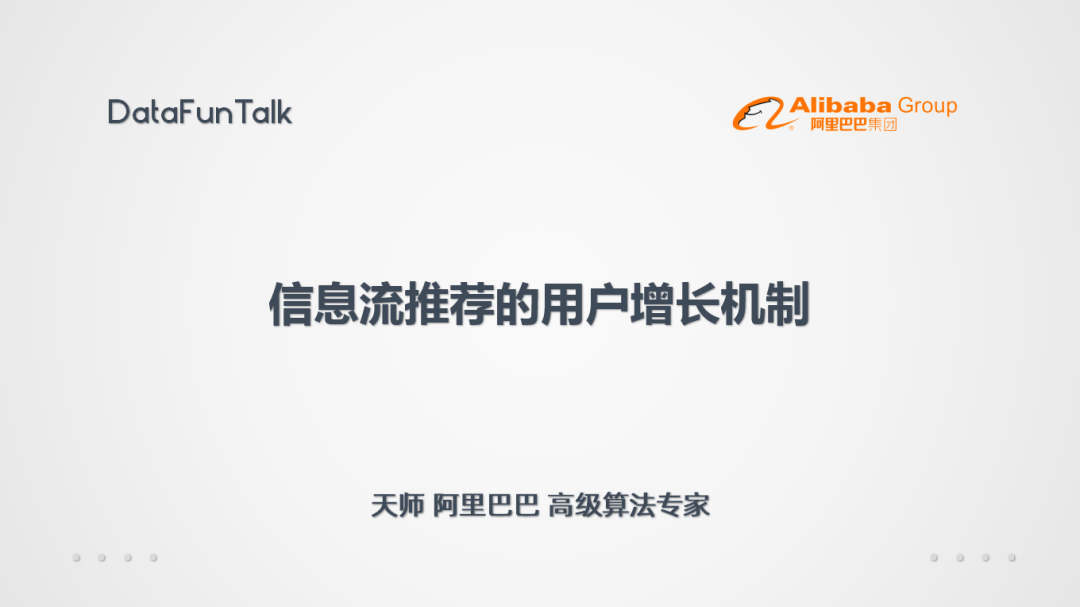 DataFunTalk
Alibaba Group
阿里巴巴集团
信息流推荐的用户增长机制
天师 阿里巴巴 高级算法专家